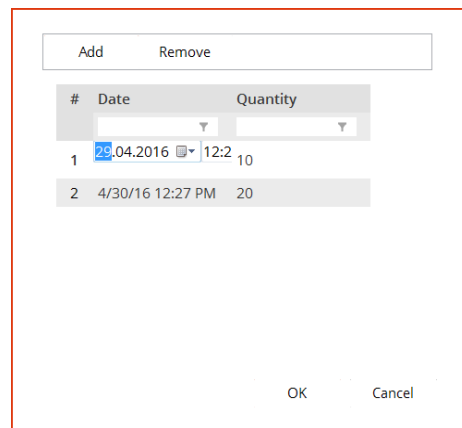 Add Remove
# Date Quantity
1 29.04.2016 12:2 10
2 4/30/16 12:27 PM 20
OK Cancel